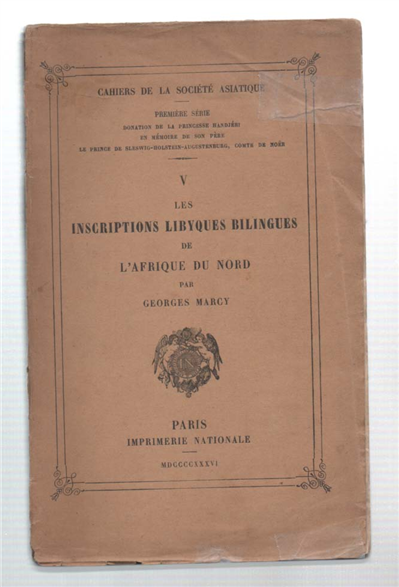 CAHIERS DE LA SOCIÉTÉ ASIATIQUE
PREMIÈRE SÉRIE
DONATION DE LA PRINCESSE HANDJÉRI
EN MÉMOIRE DE SON PÈRE
LE PRINCE DE SLESWIG-HOLSTEIN-AUGUSTENBURG, COMTE DE NOËR
V
LES
INSCRIPTIONS LIBYQUES BILINGUES
DE
L'AFRIQUE DU NORD
PAR
GEORGES MARCY
PARIS
IMPRIMERIE NATIONALE
MDCCCCXXXVI